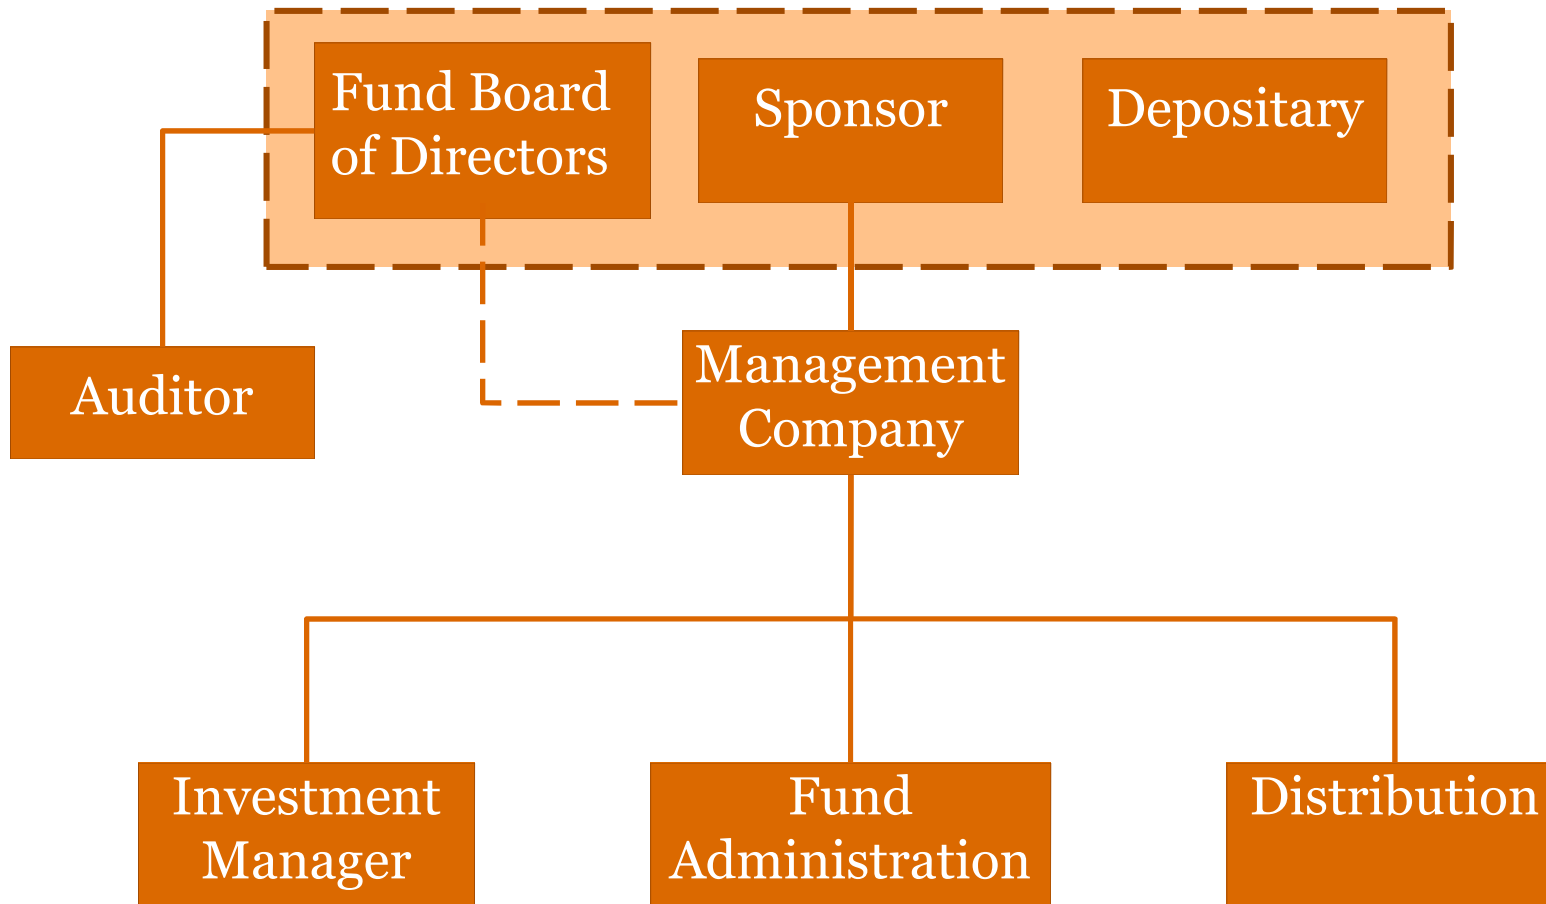 Fund Board
of Directors
Sponsor
Depositary
Auditor
Management
Company
Investment
Manager
Fund
Administration
Distribution